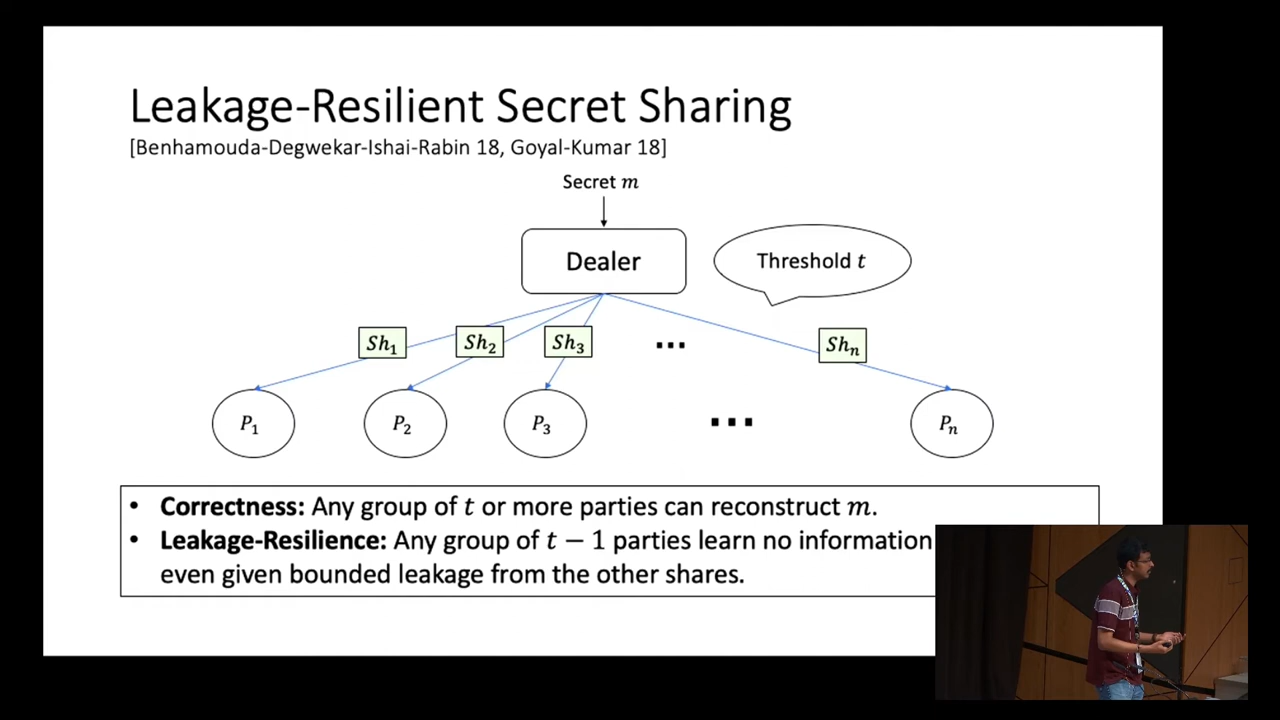 Leakage-Resilient Secret Sharing
[Benhamouda-Degwekar-Ishai-Rabin 18, Goyal-Kumar 18]
Secret m
Dealer
Threshold t
Sh₁ Sh₂ Sh₃ ... Shₙ
P₁ P₂ P₃ ... Pₙ
• Correctness: Any group of t or more parties can reconstruct m.
• Leakage-Resilience: Any group of t − 1 parties learn no information
even given bounded leakage from the other shares.